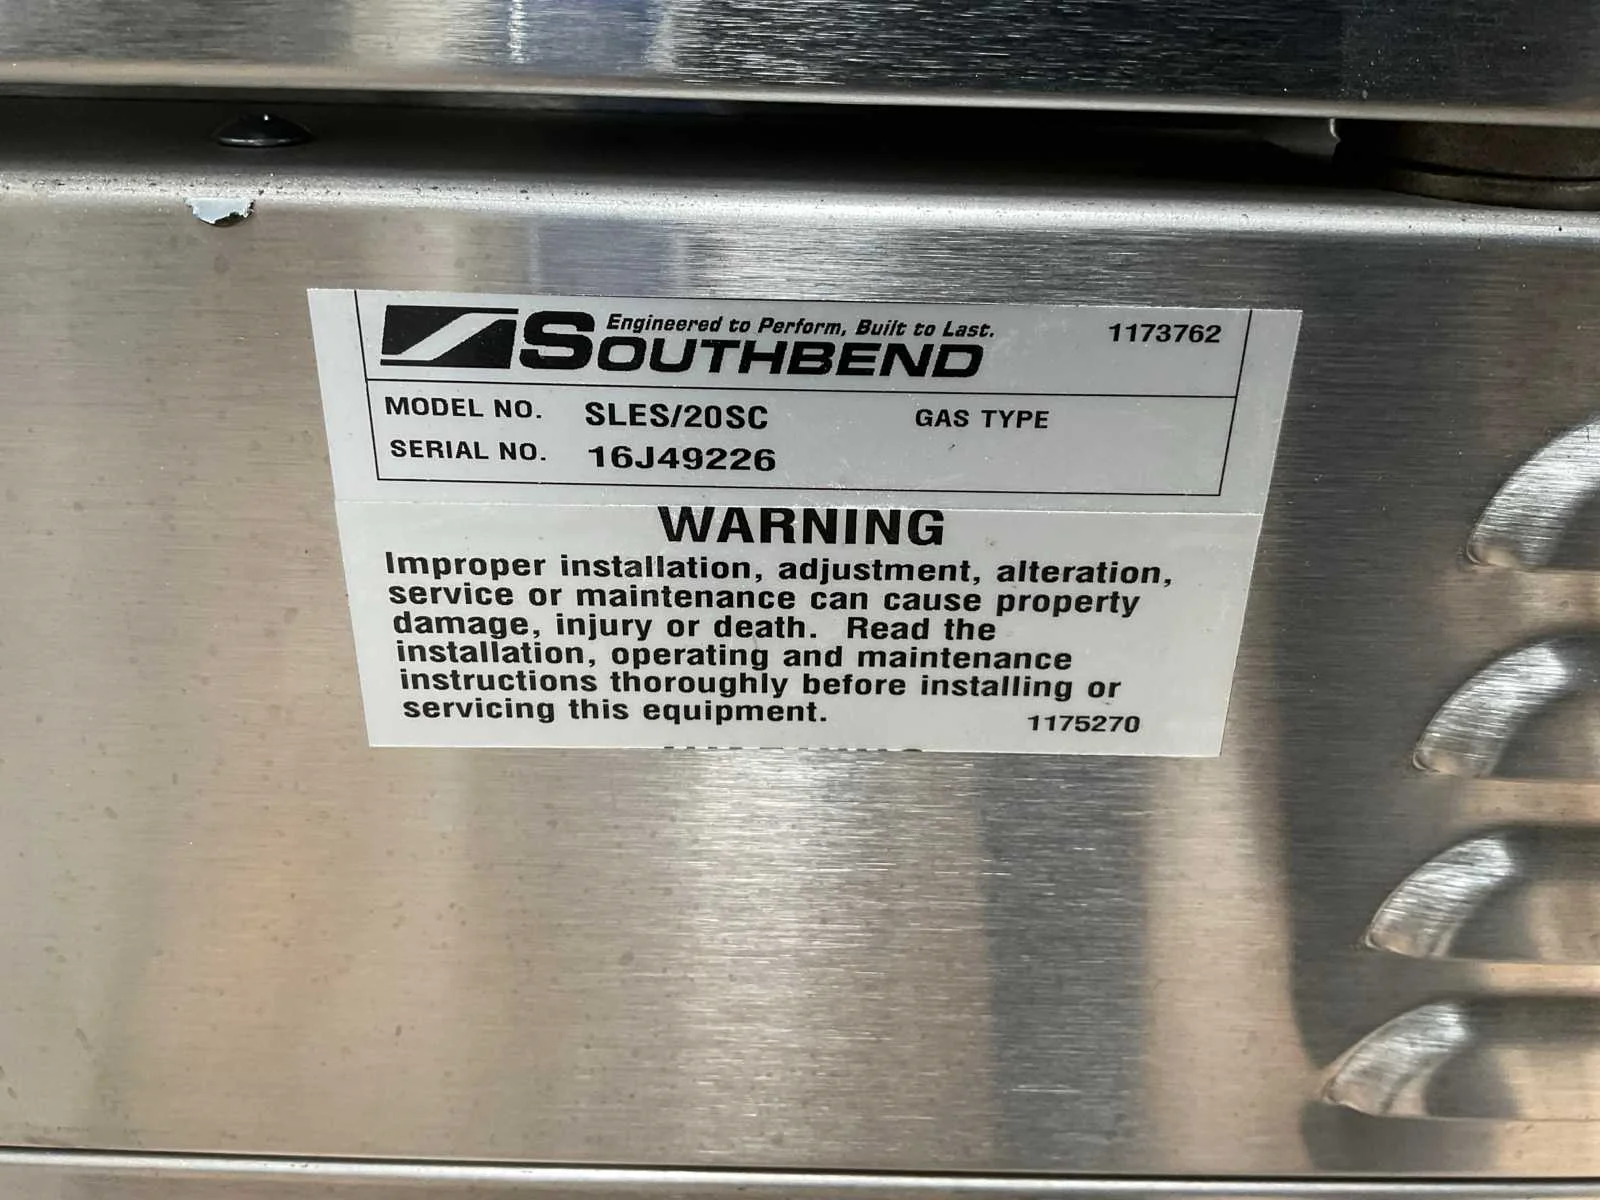 Engineered to Perform, Built to Last.
SOUTHBEND
1173762
MODEL NO. SLES/20SC GAS TYPE
SERIAL NO. 16J49226
WARNING
Improper installation, adjustment, alteration,
service or maintenance can cause property
damage, injury or death. Read the
installation, operating and maintenance
instructions thoroughly before installing or
servicing this equipment.
1175270